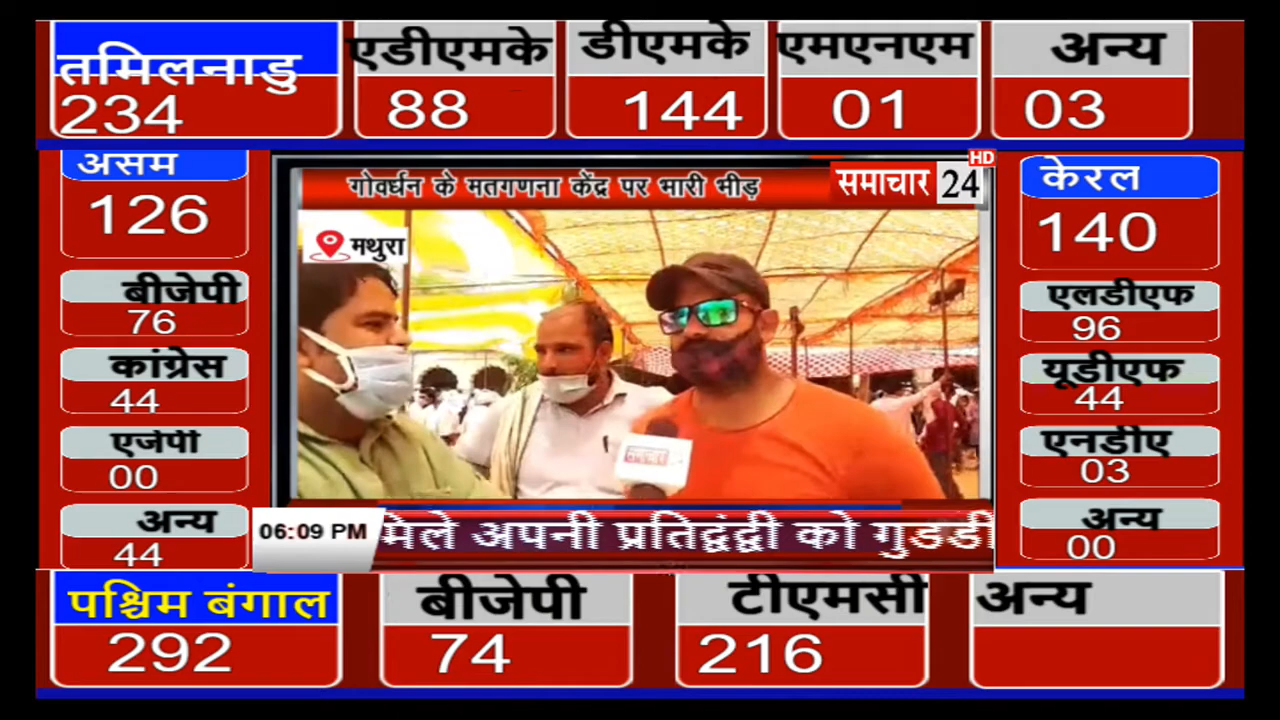 तमिलनाडु
234
एडीएमके
88
डीएमके
144
एमएनएम
01
अन्य
03
असम
126
बीजेपी
76
कांग्रेस
44
एजेपी
00
अन्य
44
गोवर्धन के मतगणना केंद्र पर भारी भीड़
समाचार 24
HD
मथुरा
समाचार 24
06:09 PM
मिले अपनी प्रतिद्वंद्वी को गुडडी
केरल
140
एलडीएफ
96
यूडीएफ
44
एनडीए
03
अन्य
00
पश्चिम बंगाल
292
बीजेपी
74
टीएमसी
216
अन्य